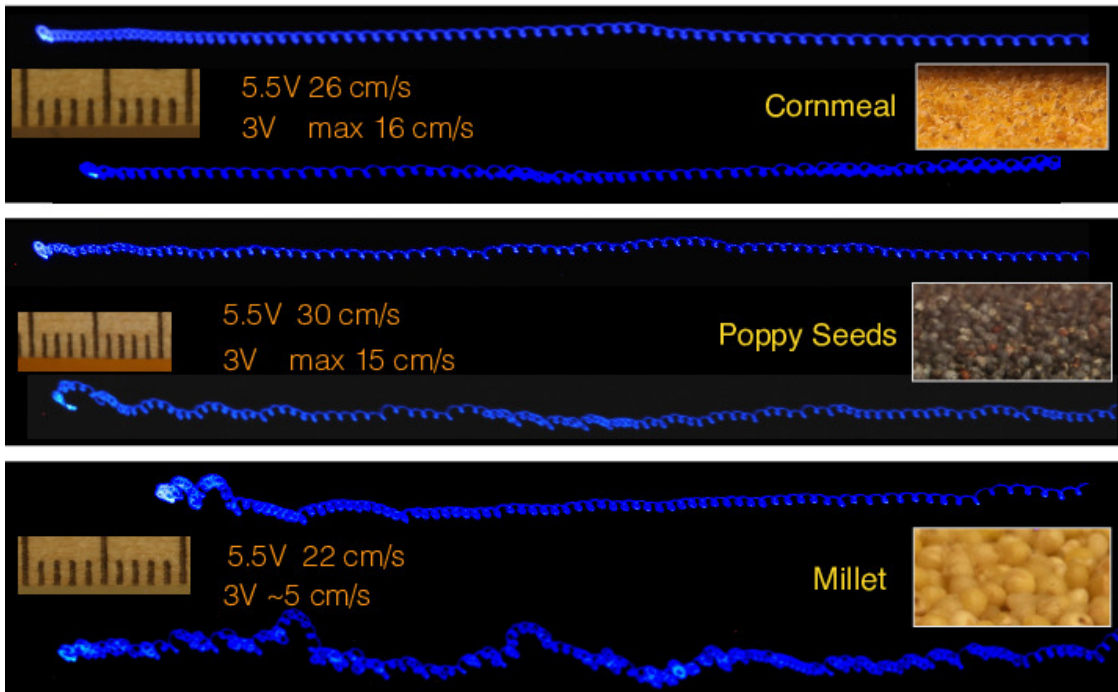 5.5V 26 cm/s
3V max 16 cm/s
Cornmeal
5.5V 30 cm/s
3V max 15 cm/s
Poppy Seeds
5.5V 22 cm/s
3V ~5 cm/s
Millet